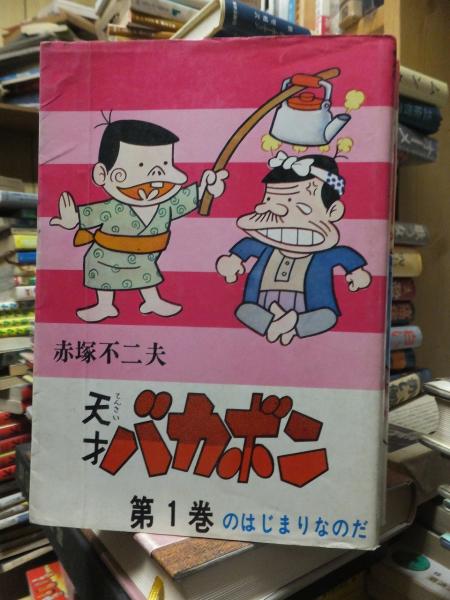 赤塚不二夫
天才
てんさい
バカボン
第1巻 のはじまりなのだ